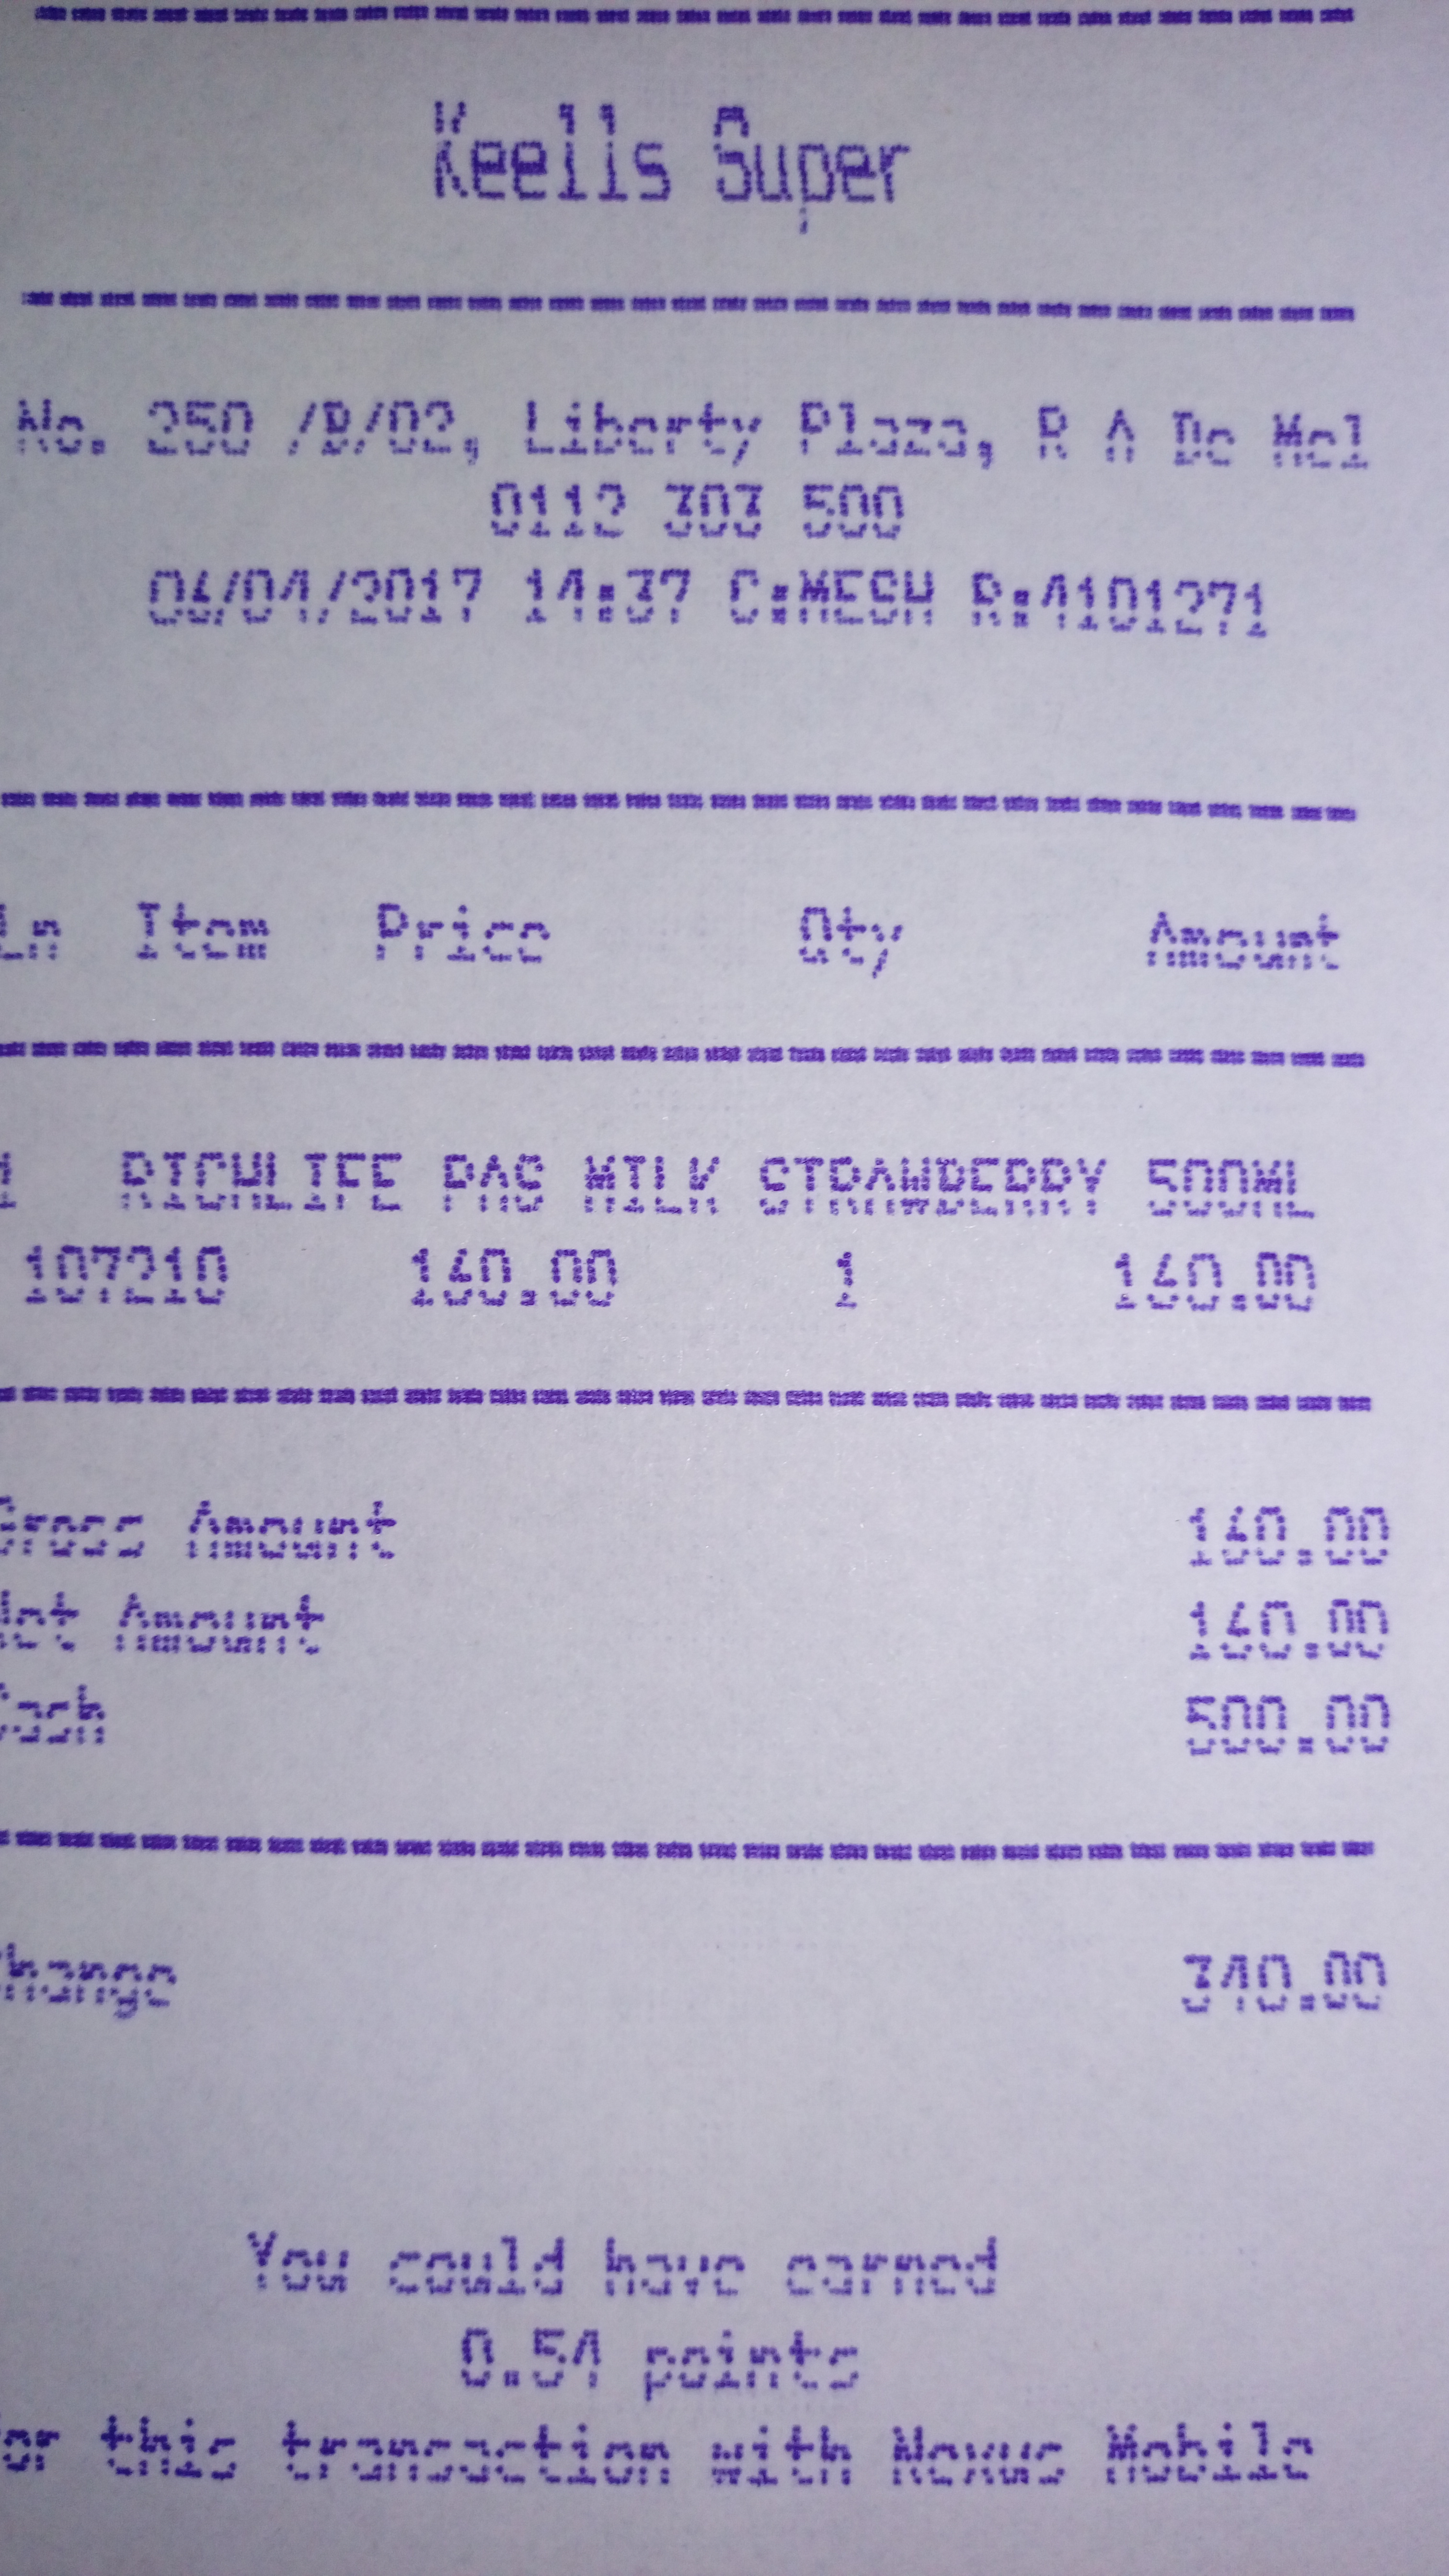 Keells Super
No. 250 /B/02, Liberty Plaza, R A De Mel
0112 303 500
06/04/2017 14:37 C:MESH R:4101271
Ln Item Price Qty Amount
1 RICHLIFE PAS MILK STRAWBERRY 500ML
107210 160.00 1 160.00
Gross Amount 160.00
Net Amount 160.00
Cash 500.00
hange 340.00
You could have earned
0.54 points
or this transaction with Nexus Mobile